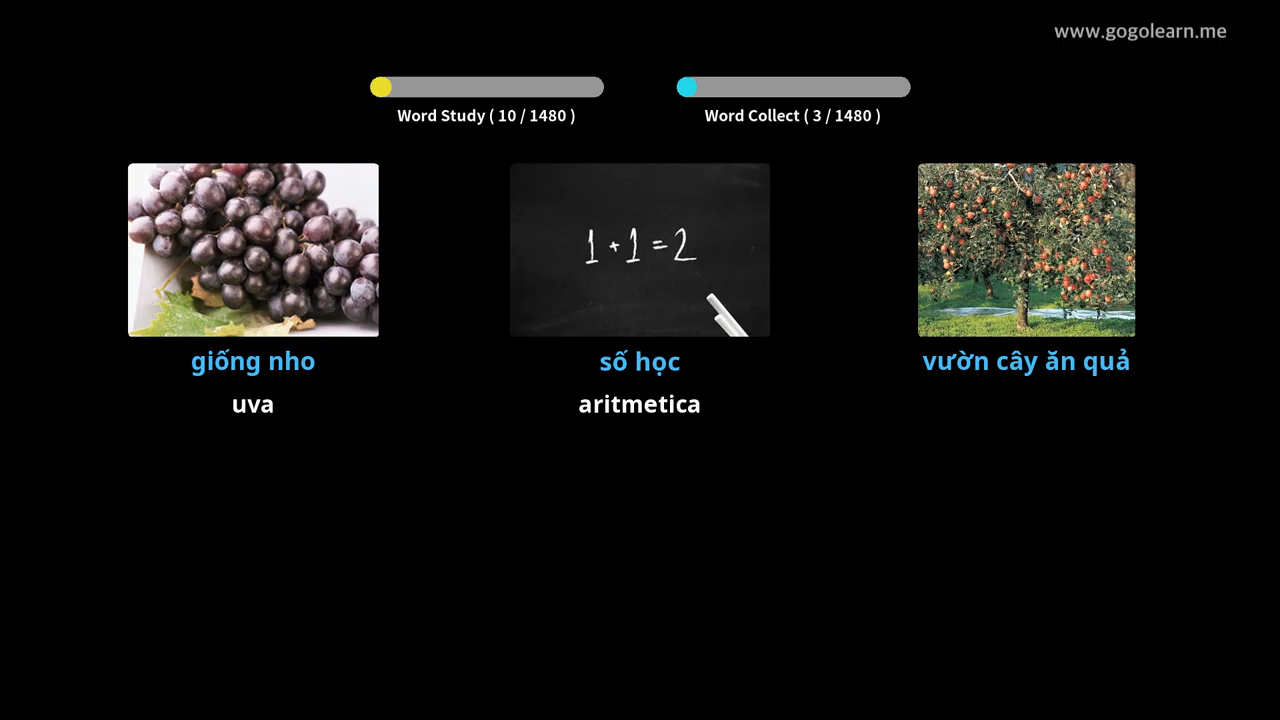 www.gogolearn.me
Word Study ( 10 / 1480 )
Word Collect ( 3 / 1480 )
1 + 1 = 2
giống nho
số học
vườn cây ăn quả
uva
aritmetica